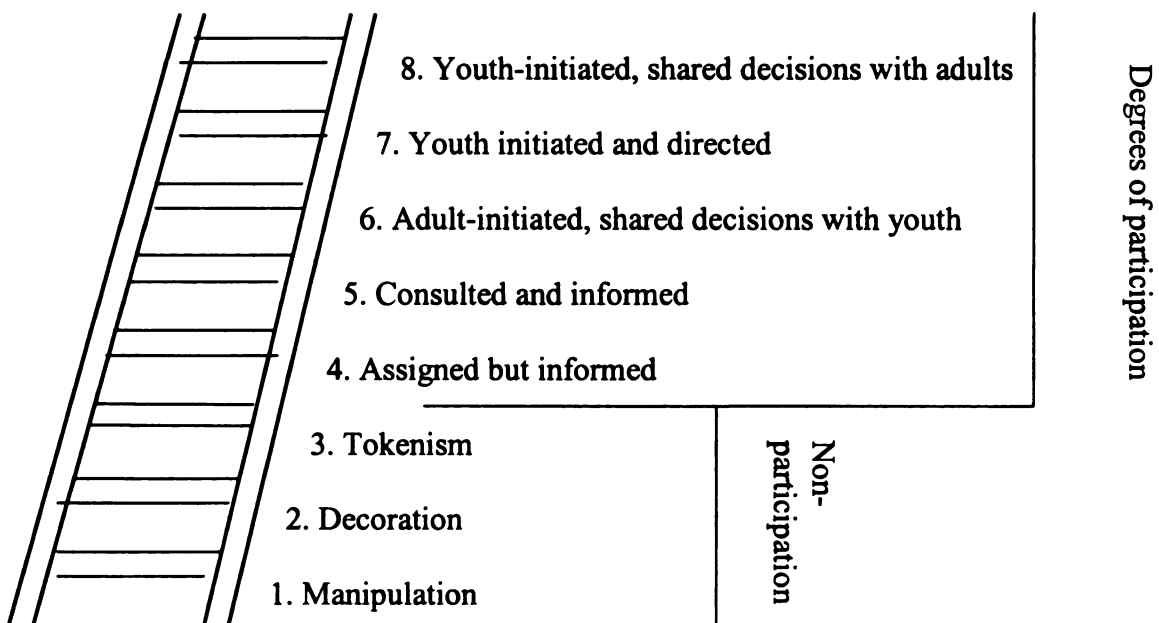 8. Youth-initiated, shared decisions with adults
7. Youth initiated and directed
6. Adult-initiated, shared decisions with youth
5. Consulted and informed
4. Assigned but informed
3. Tokenism
2. Decoration
1. Manipulation
Degrees of participation
Non-
participation